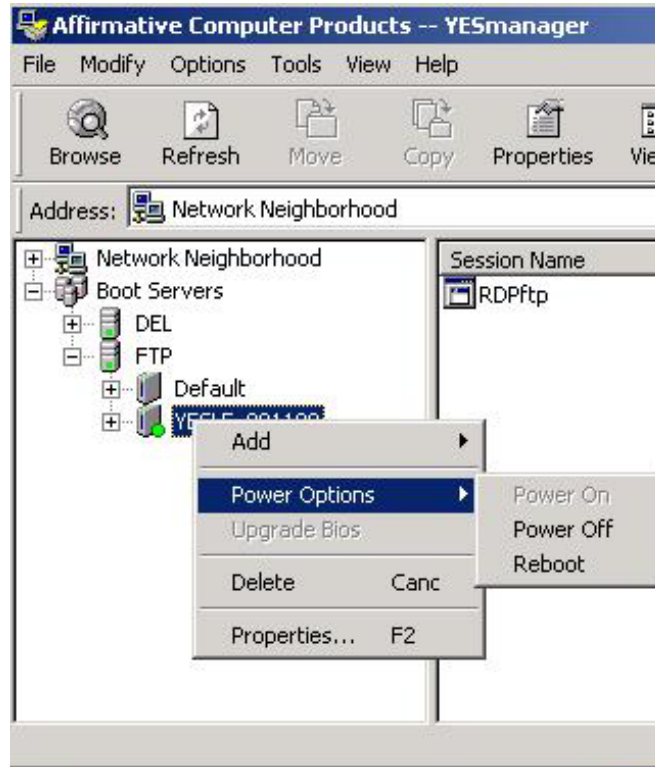 Affirmative Computer Products -- YESmanager
File Modify Options Tools View Help
Browse Refresh Move Copy Properties
Address: Network Neighborhood
Network Neighborhood
Boot Servers
DEL
FTP
Default
Session Name
RDPftp
Add
Power Options
Upgrade Bios
Delete Canc
Properties... F2
Power On
Power Off
Reboot